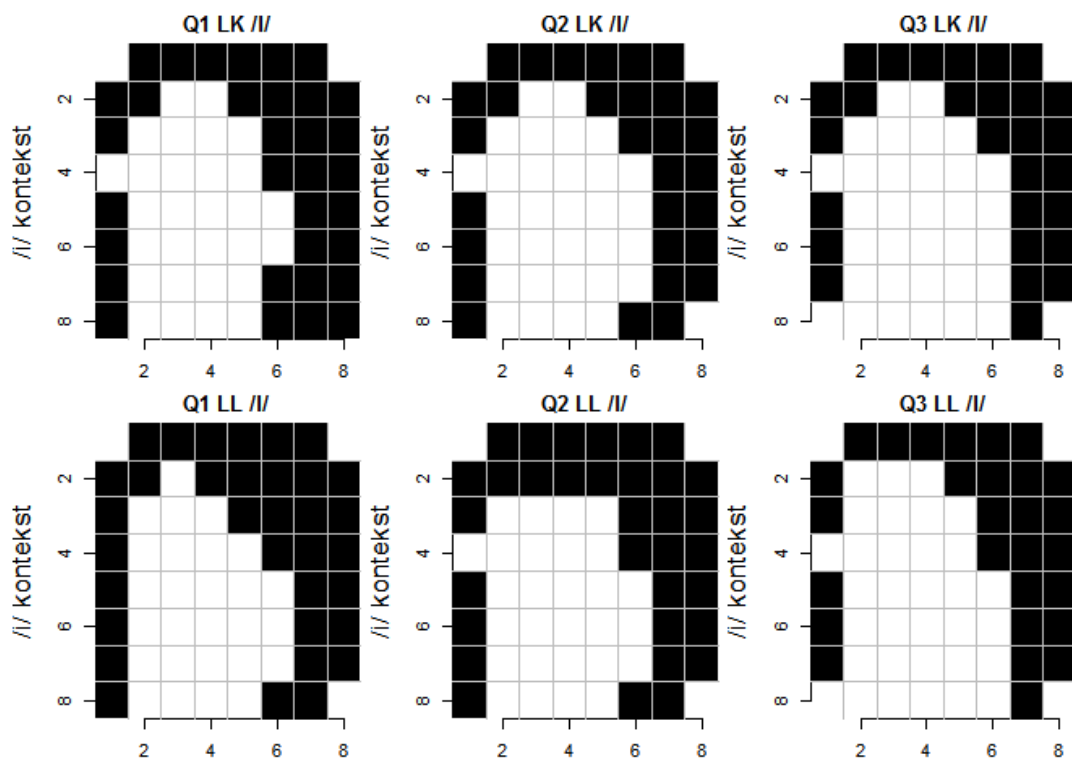 Q1 LK /l/
Q2 LK /l/
Q3 LK /l/
/i/ kontekst
2
4
6
8
2 4 6 8
/i/ kontekst
2
4
6
8
2 4 6 8
/i/ kontekst
2
4
6
8
2 4 6 8
Q1 LL /l/
Q2 LL /l/
Q3 LL /l/
/i/ kontekst
2
4
6
8
2 4 6 8
/i/ kontekst
2
4
6
8
2 4 6 8
/i/ kontekst
2
4
6
8
2 4 6 8